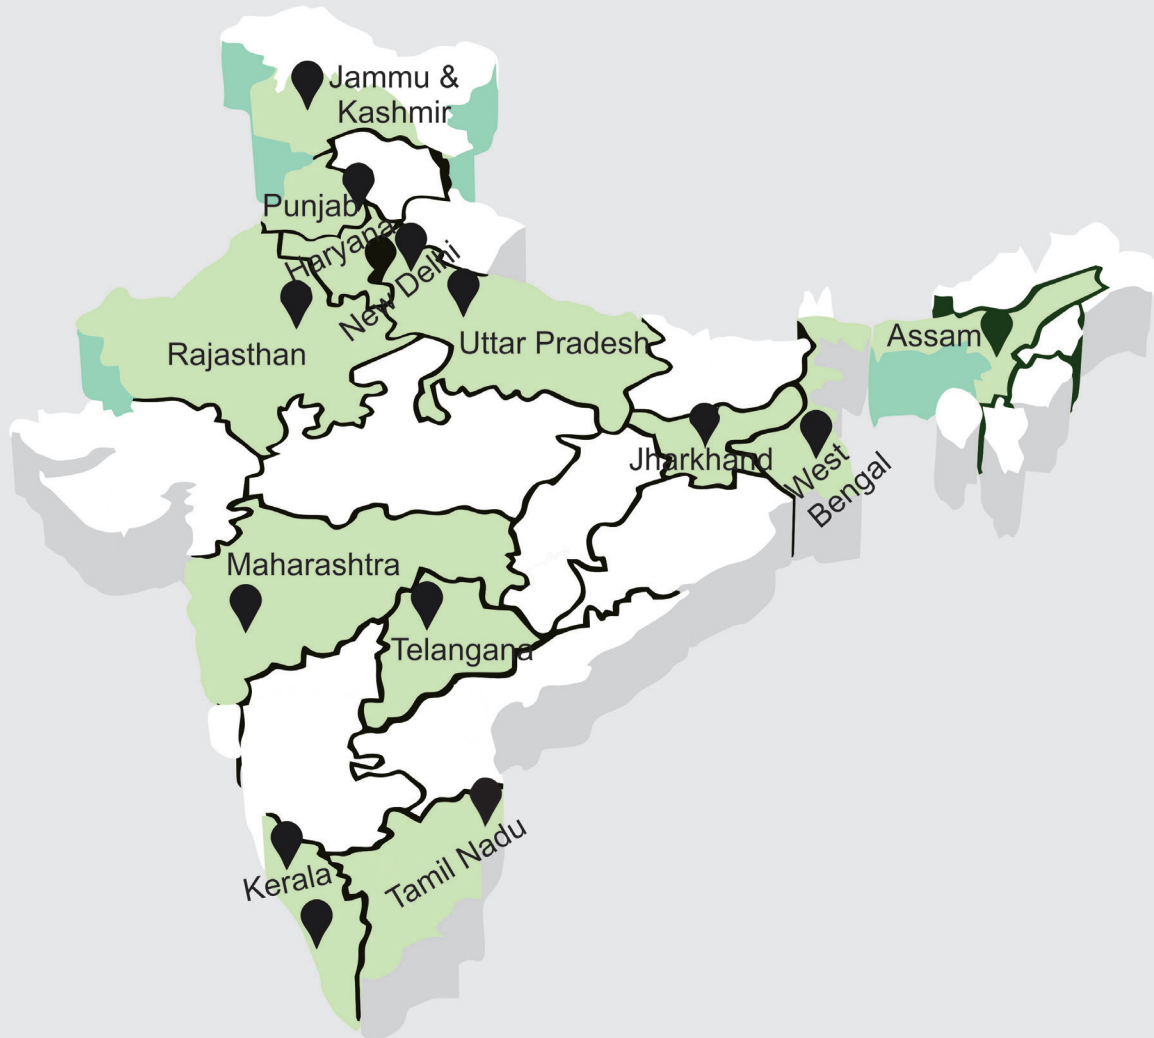 Jammu &
Kashmir
Punjab
Haryana
New Delhi
Rajasthan
Uttar Pradesh
Assam
Jharkhand
West
Bengal
Maharashtra
Telangana
Kerala
Tamil Nadu